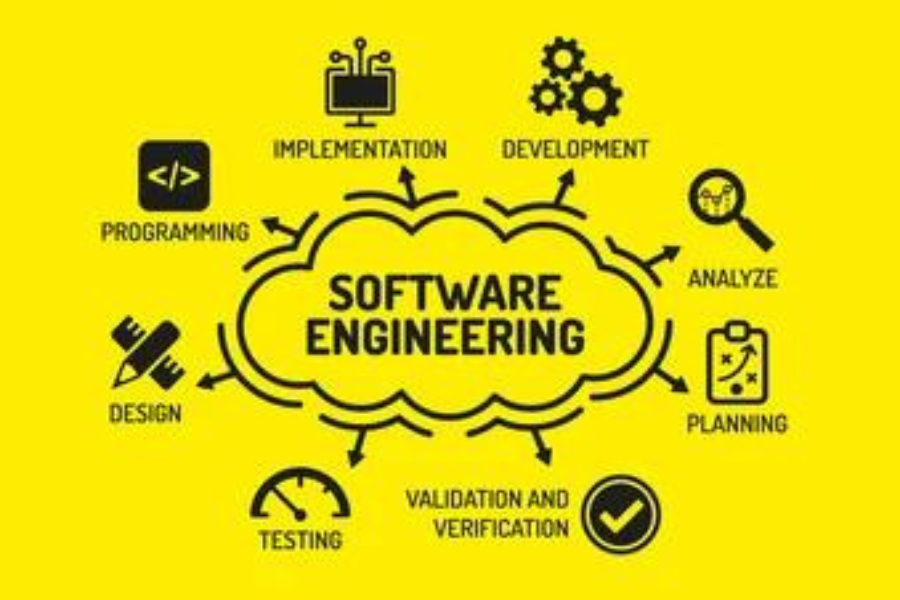 IMPLEMENTATION
DEVELOPMENT
</>
PROGRAMMING
ANALYZE
SOFTWARE
ENGINEERING
DESIGN
PLANNING
TESTING
VALIDATION AND
VERIFICATION